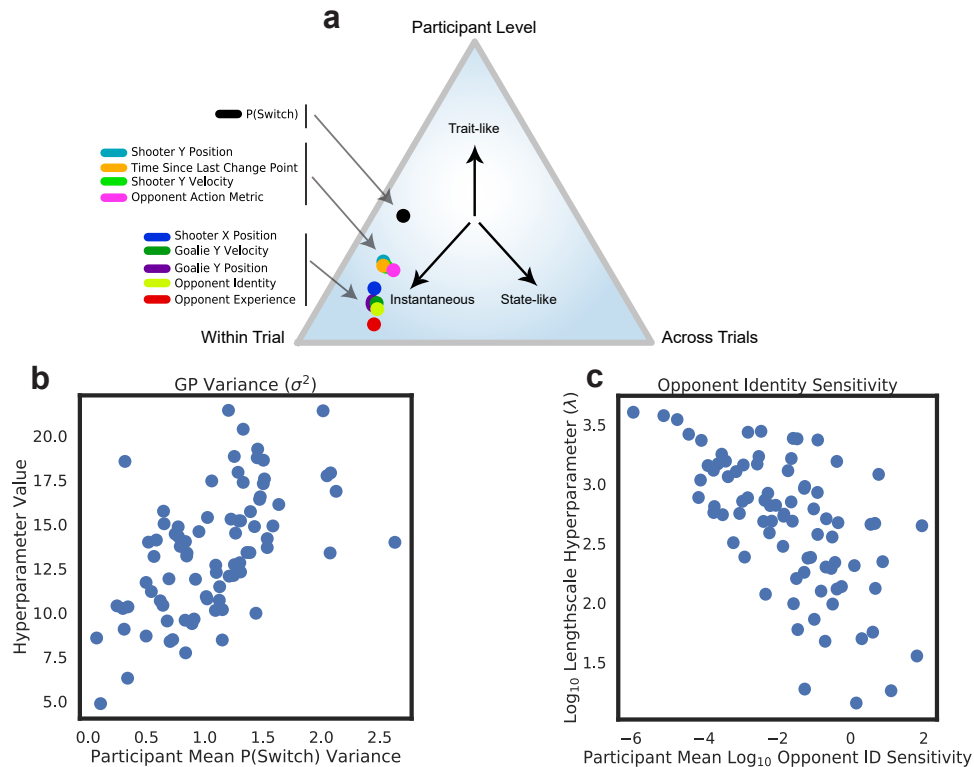 a
Participant Level
P(Switch)
Trait-like
Shooter Y Position
Time Since Last Change Point
Shooter Y Velocity
Opponent Action Metric
Shooter X Position
Goalie Y Velocity
Goalie Y Position
Opponent Identity
Opponent Experience
Instantaneous
State-like
Within Trial
Across Trials
b
GP Variance (σ²)
Hyperparameter Value
20.0
17.5
15.0
12.5
10.0
7.5
5.0
0.0 0.5 1.0 1.5 2.0 2.5
Participant Mean P(Switch) Variance
c
Opponent Identity Sensitivity
Log₁₀ Lengthscale Hyperparameter (λ)
3.5
3.0
2.5
2.0
1.5
−6 −4 −2 0 2
Participant Mean Log₁₀ Opponent ID Sensitivity